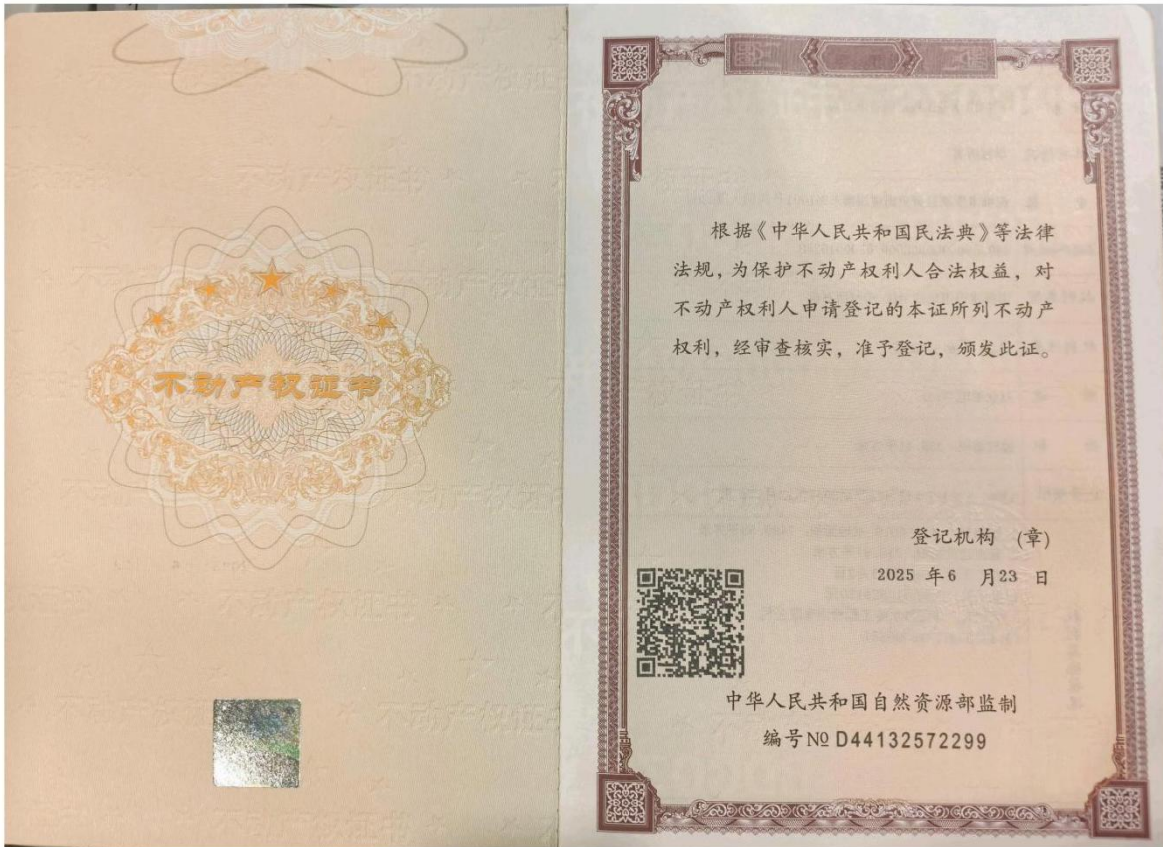 不动产权证书
根据《中华人民共和国民法典》等法律
法规，为保护不动产权利人合法权益，对
不动产权利人申请登记的本证所列不动产
权利，经审查核实，准予登记，颁发此证。
登记机构 (章)
2025 年6 月23 日
中华人民共和国自然资源部监制
编号№ D44132572299